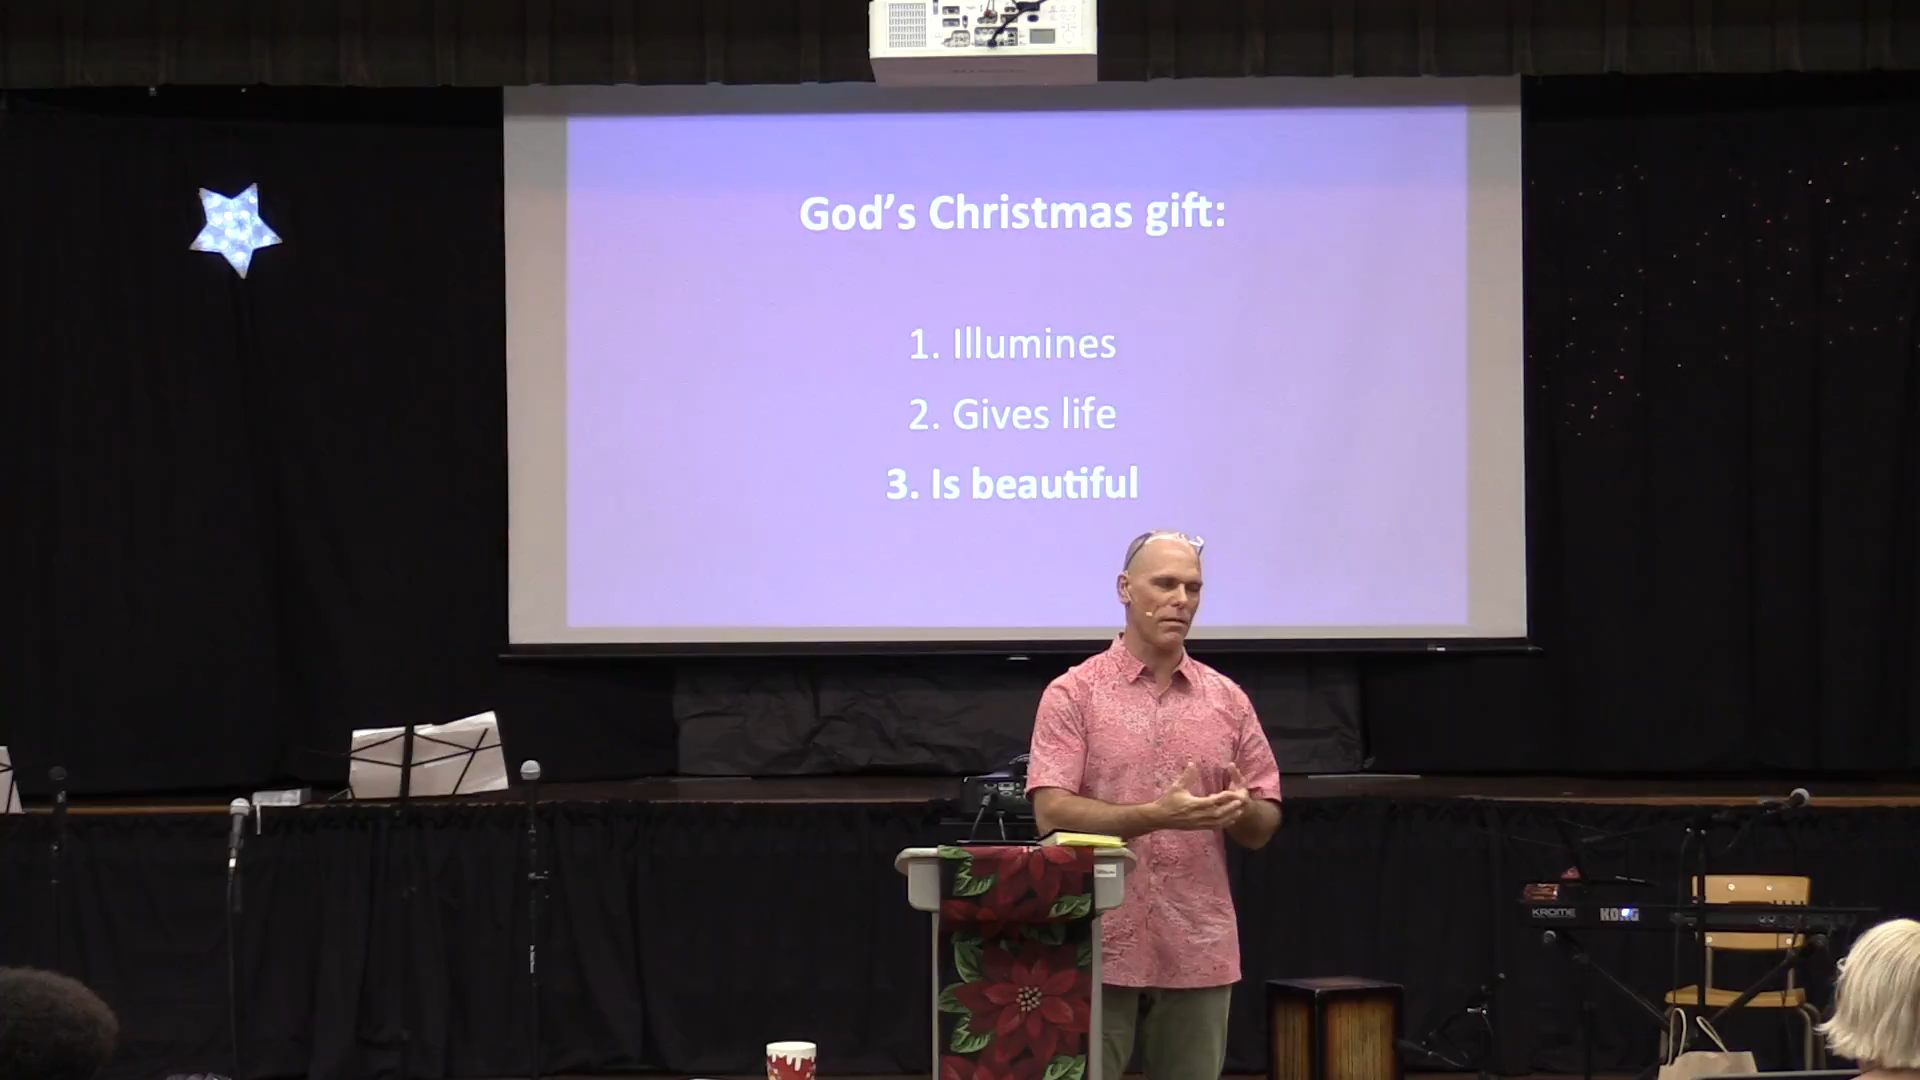 God's Christmas gift:
1. Illumines
2. Gives life
3. Is beautiful
KROME
KORG